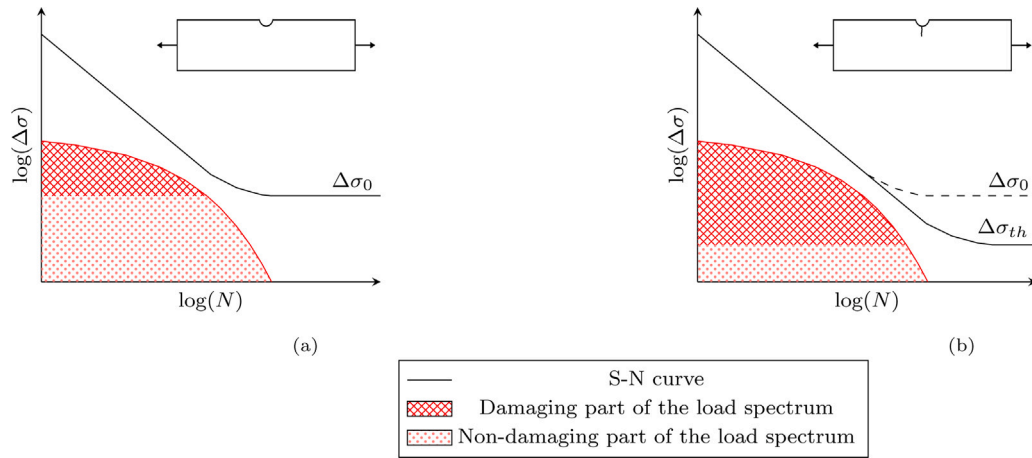 log(Δσ)
Δσ₀
log(N)
(a)
log(Δσ)
Δσ₀
Δσₜₕ
log(N)
(b)
S-N curve
Damaging part of the load spectrum
Non-damaging part of the load spectrum